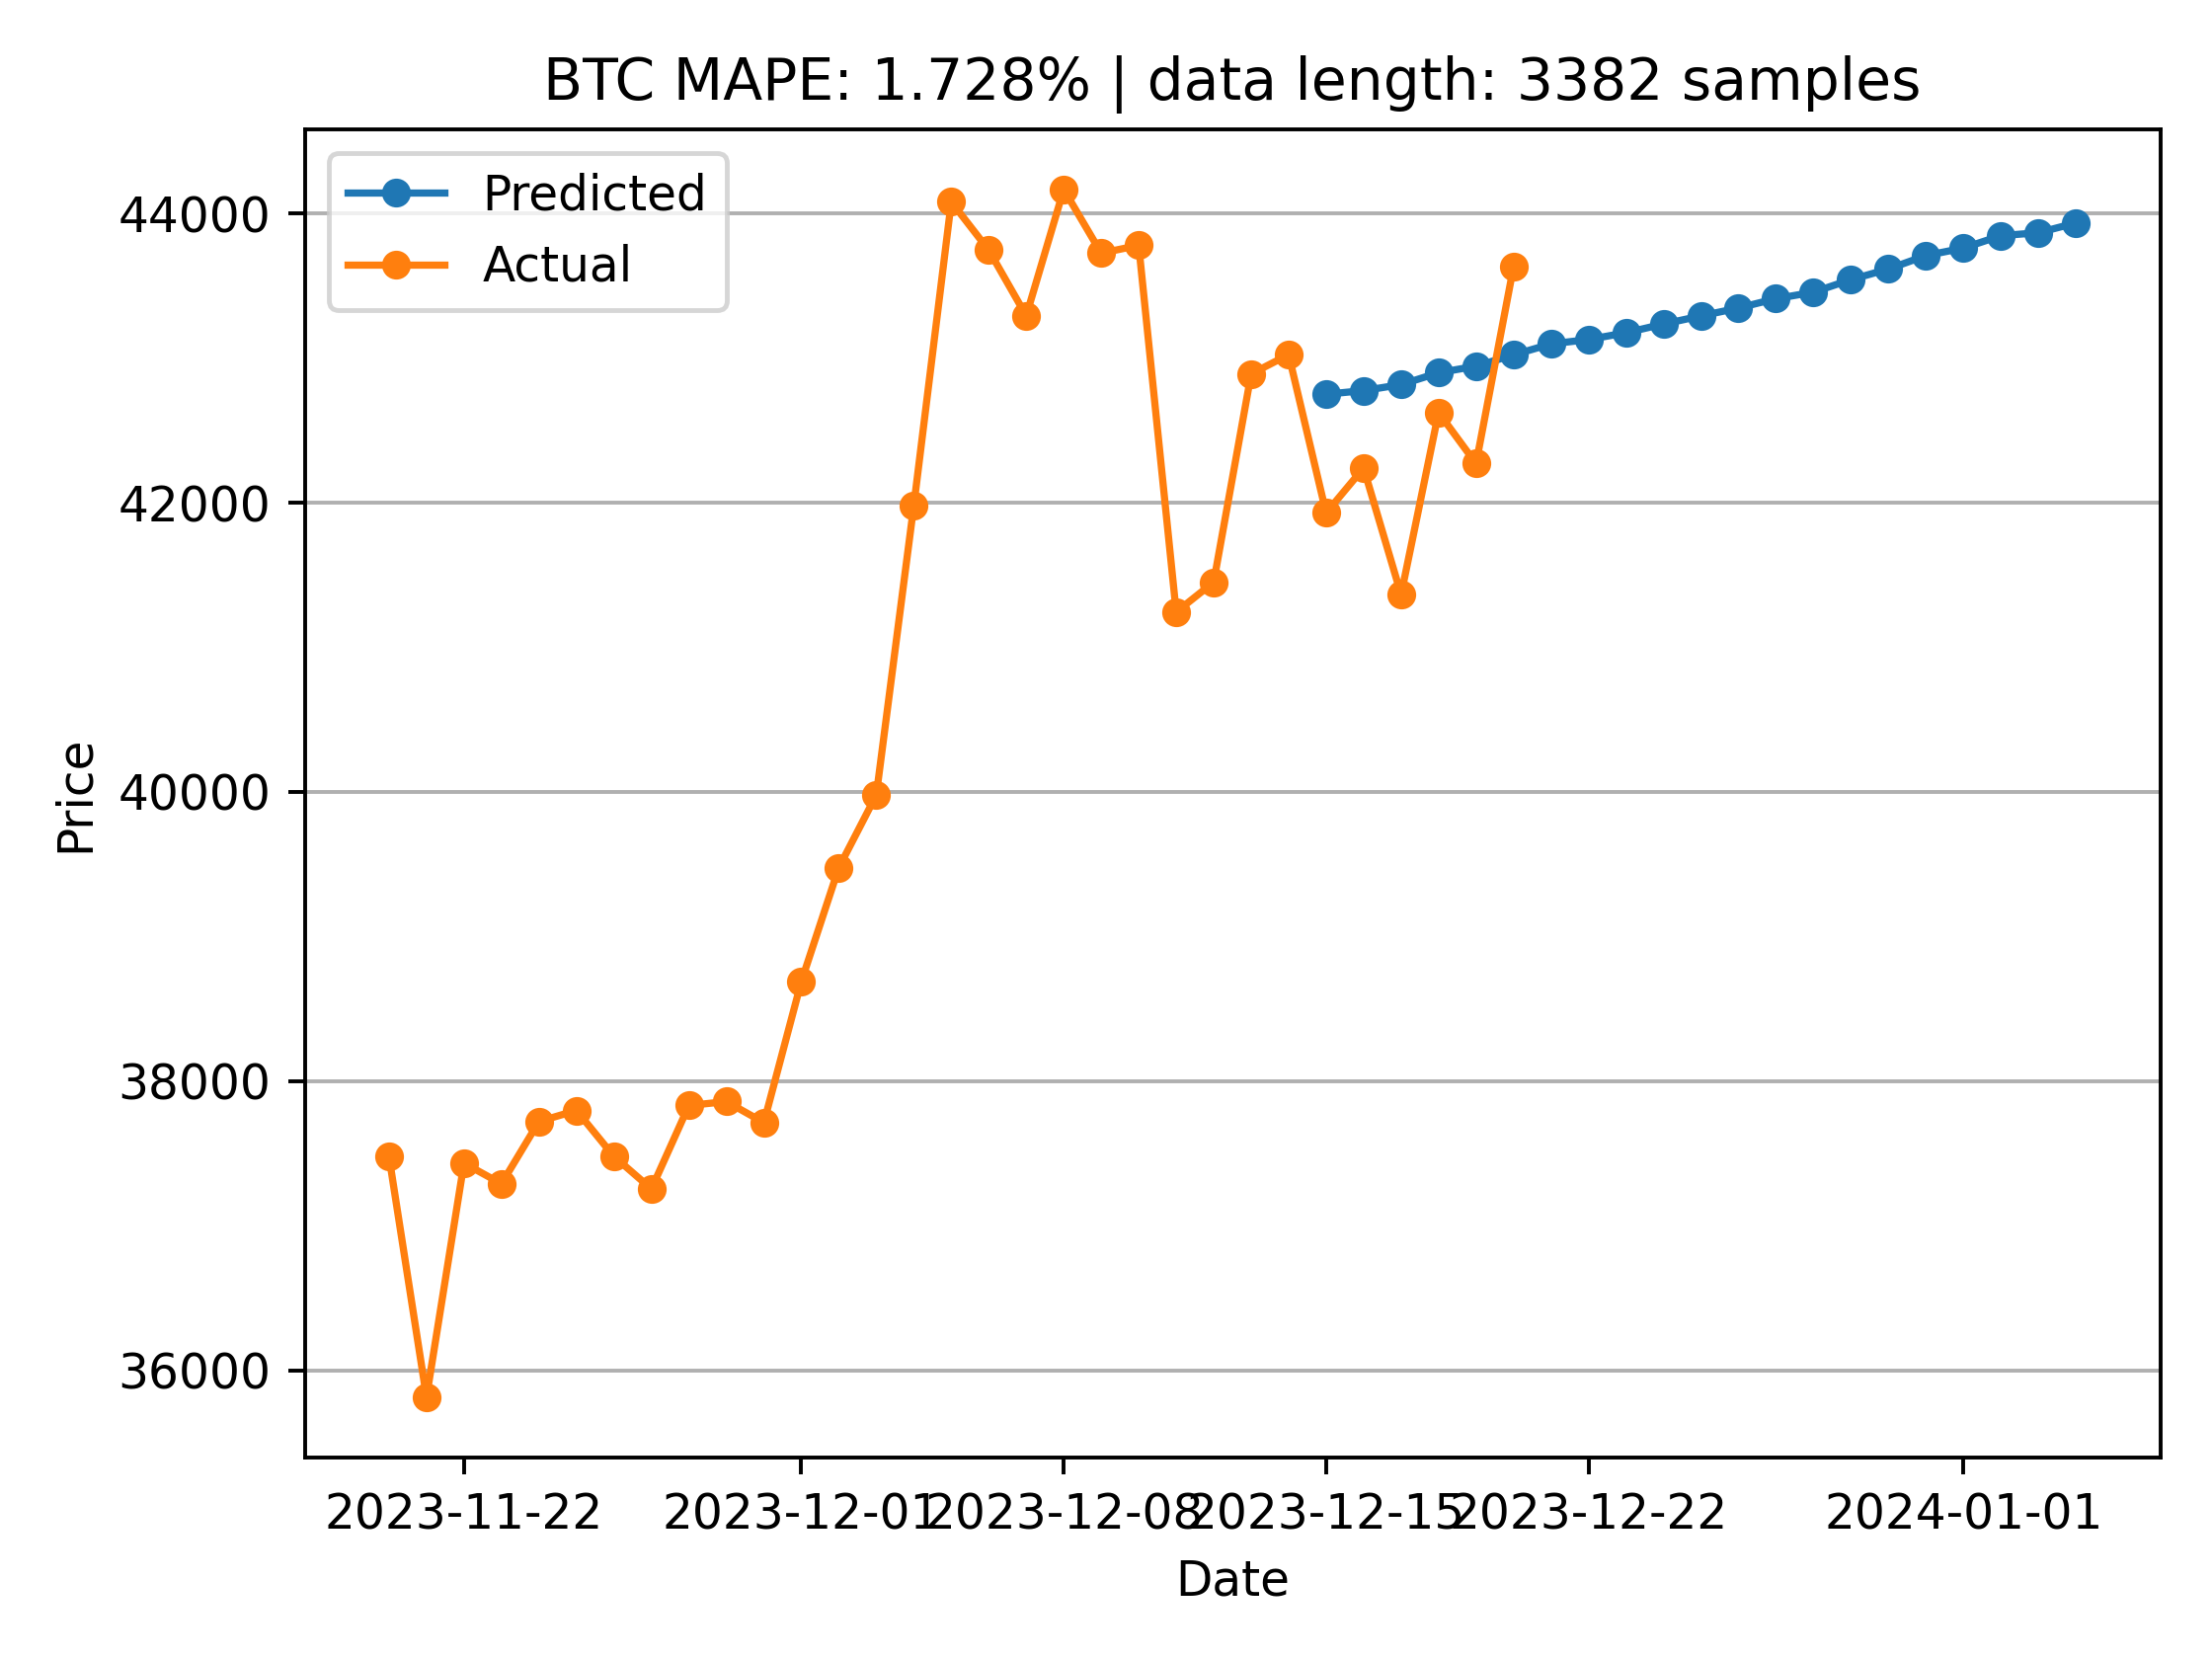 BTC MAPE: 1.728% | data length: 3382 samples
Predicted
Actual
44000
42000
40000
38000
36000
Price
2023-11-22
2023-12-01
2023-12-08
2023-12-15
2023-12-22
2024-01-01
Date